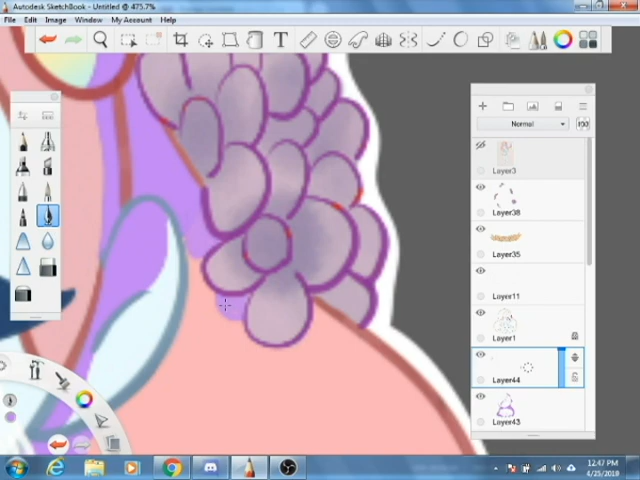 Autodesk SketchBook - Untitled @ 475.7%
File Edit Image Window My Account Help
T
Normal
100
Layer3
Layer38
Layer35
Layer11
Layer1
Layer44
Layer43
12:47 PM
4/25/2019